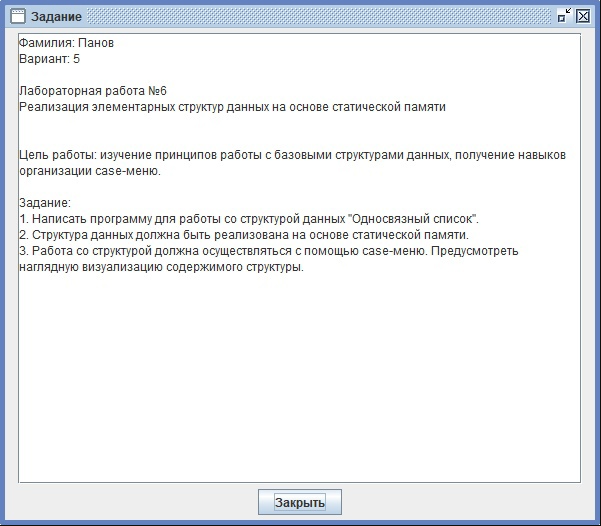 Задание
Фамилия: Панов
Вариант: 5
Лабораторная работа №6
Реализация элементарных структур данных на основе статической памяти
Цель работы: изучение принципов работы с базовыми структурами данных, получение навыков
организации case-меню.
Задание:
1. Написать программу для работы со структурой данных "Односвязный список".
2. Структура данных должна быть реализована на основе статической памяти.
3. Работа со структурой должна осуществляться с помощью case-меню. Предусмотреть
наглядную визуализацию содержимого структуры.
Закрыть